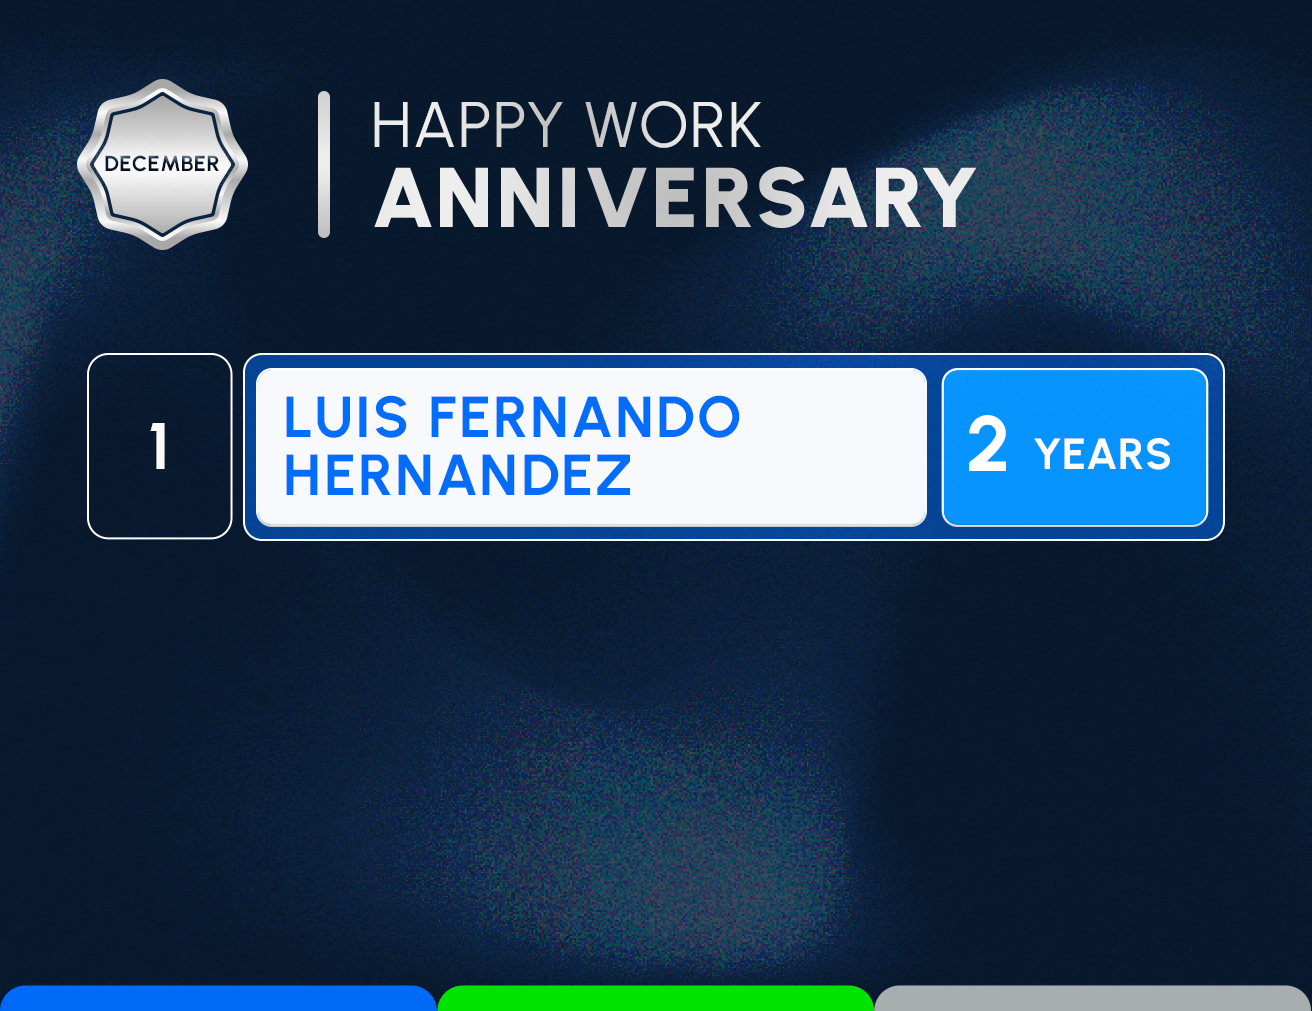 DECEMBER
HAPPY WORK
ANNIVERSARY
1
LUIS FERNANDO
HERNANDEZ
2 YEARS